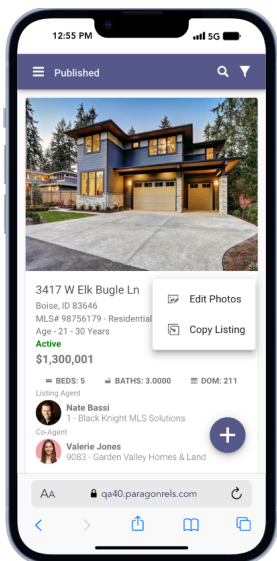 12:55 PM 5G
Published
3417 W Elk Bugle Ln
Edit Photos
Boise, ID 83646
MLS# 98756179 - Residential
Copy Listing
Age - 21 - 30 Years
Active
$1,300,001
BEDS: 5 BATHS: 3.0000 DOM: 211
Listing Agent
Nate Bassi
1 - Black Knight MLS Solutions
Co-Agent
Valerie Jones
9083 - Garden Valley Homes & Land
AA qa40.paragonrels.com